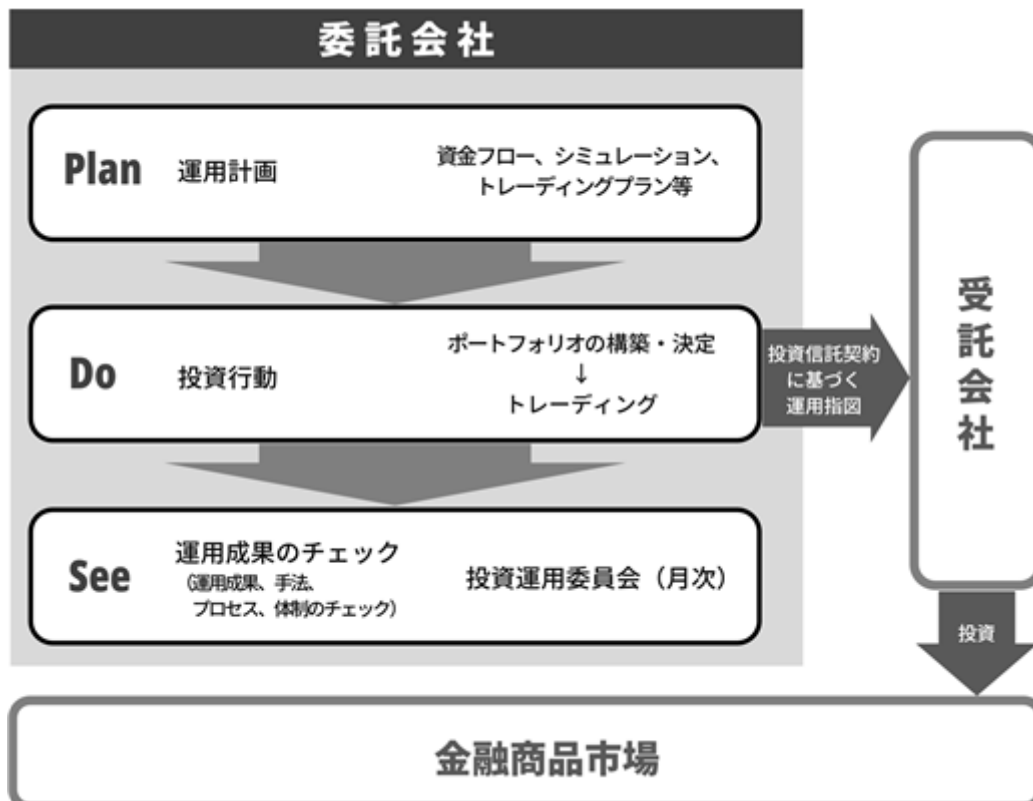 委託会社
Plan
運用計画
資金フロー、シミュレーション、
トレーディングプラン等
Do
投資行動
ポートフォリオの構築・決定
↓
トレーディング
投資信託契約
に基づく
運用指図
受託会社
See
運用成果のチェック
（運用成果、手法、
プロセス、体制のチェック）
投資運用委員会（月次）
投資
金融商品市場